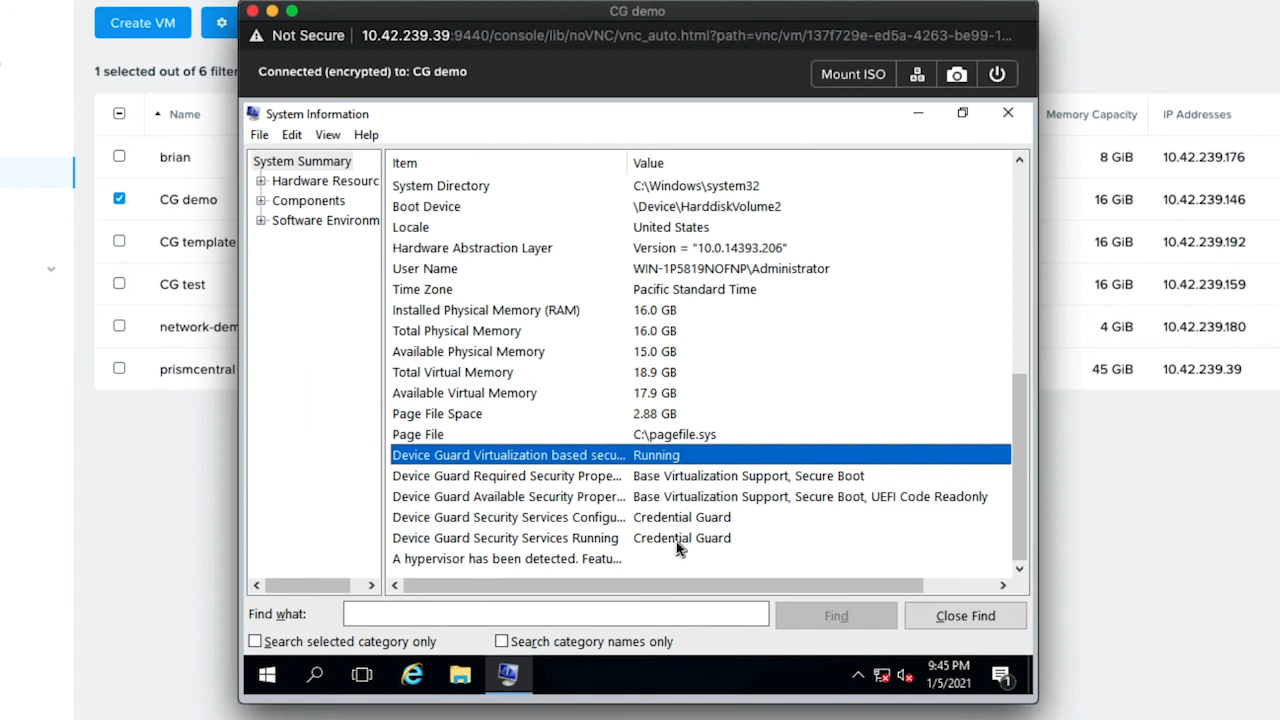 CG demo
Create VM
Not Secure
10.42.239.39:9440/console/lib/noVNC/vnc_auto.html?path=vnc/vm/137f729e-ed5a-4263-be99-1...
1 selected out of 6 filter
Connected (encrypted) to: CG demo
Mount ISO
Name
Memory Capacity
IP Addresses
brian
8 GiB
10.42.239.176
CG demo
16 GiB
10.42.239.146
CG template
16 GiB
10.42.239.192
CG test
16 GiB
10.42.239.159
network-dem
4 GiB
10.42.239.180
prismcentral
45 GiB
10.42.239.39
System Information
File Edit View Help
System Summary
Hardware Resourc
Components
Software Environm
Item Value
System Directory C:\Windows\system32
Boot Device \Device\HarddiskVolume2
Locale United States
Hardware Abstraction Layer Version = "10.0.14393.206"
User Name WIN-1P5819NOFNP\Administrator
Time Zone Pacific Standard Time
Installed Physical Memory (RAM) 16.0 GB
Total Physical Memory 16.0 GB
Available Physical Memory 15.0 GB
Total Virtual Memory 18.9 GB
Available Virtual Memory 17.9 GB
Page File Space 2.88 GB
Page File C:\pagefile.sys
Device Guard Virtualization based secu... Running
Device Guard Required Security Prope... Base Virtualization Support, Secure Boot
Device Guard Available Security Proper... Base Virtualization Support, Secure Boot, UEFI Code Readonly
Device Guard Security Services Configu... Credential Guard
Device Guard Security Services Running Credential Guard
A hypervisor has been detected. Featu...
Find what:
Find
Close Find
Search selected category only
Search category names only
9:45 PM
1/5/2021
1